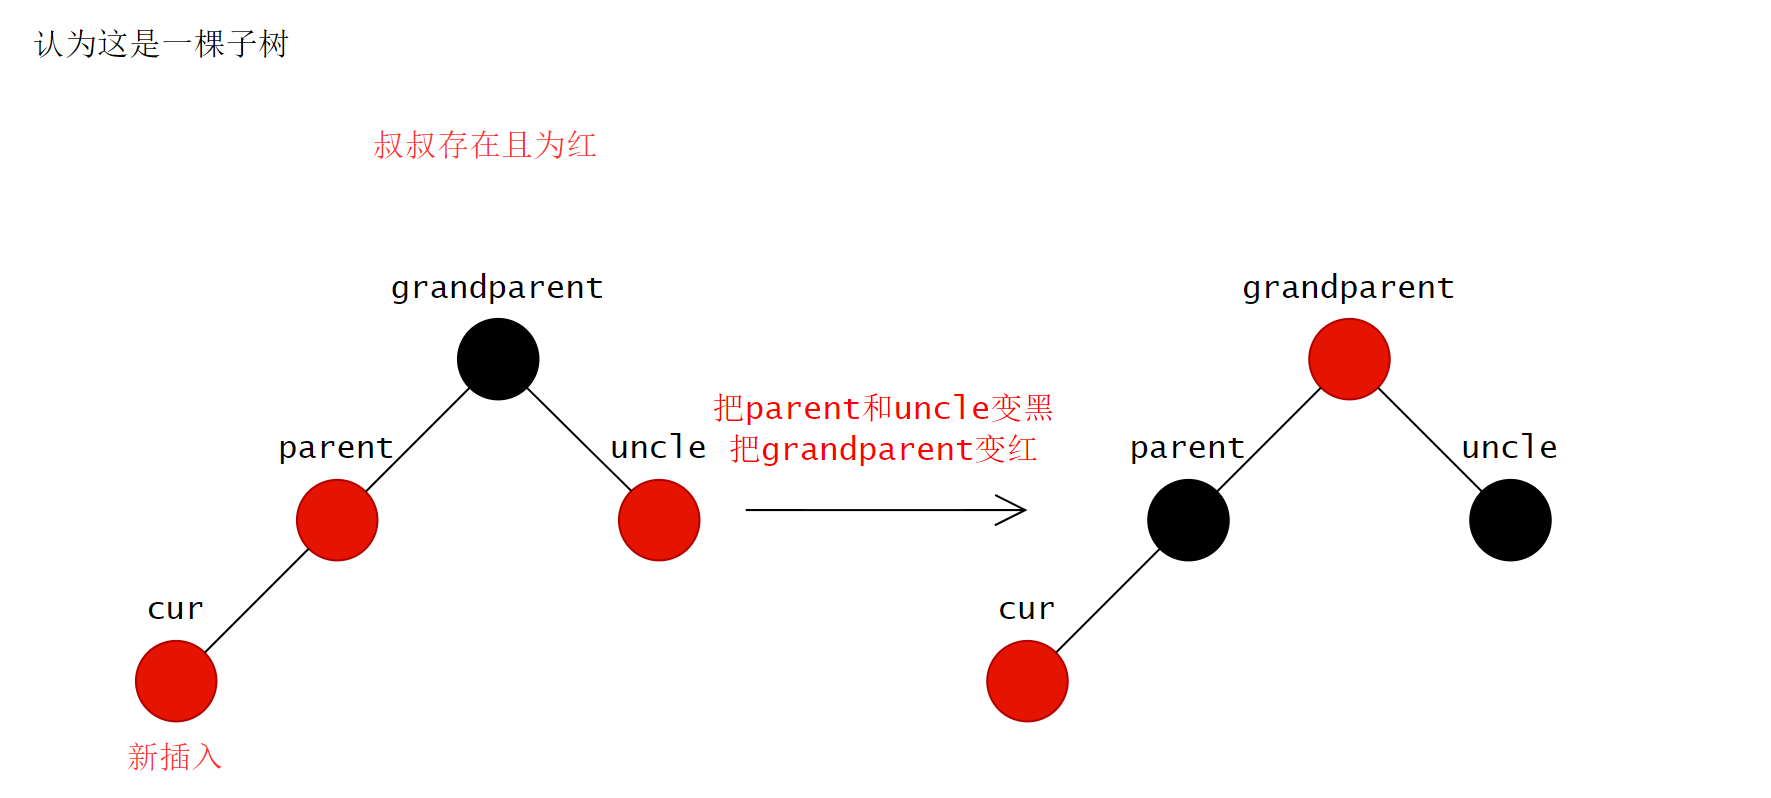 认为这是一棵子树
叔叔存在且为红
grandparent
grandparent
把parent和uncle变黑
把grandparent变红
parent
uncle
parent
uncle
cur
cur
新插入